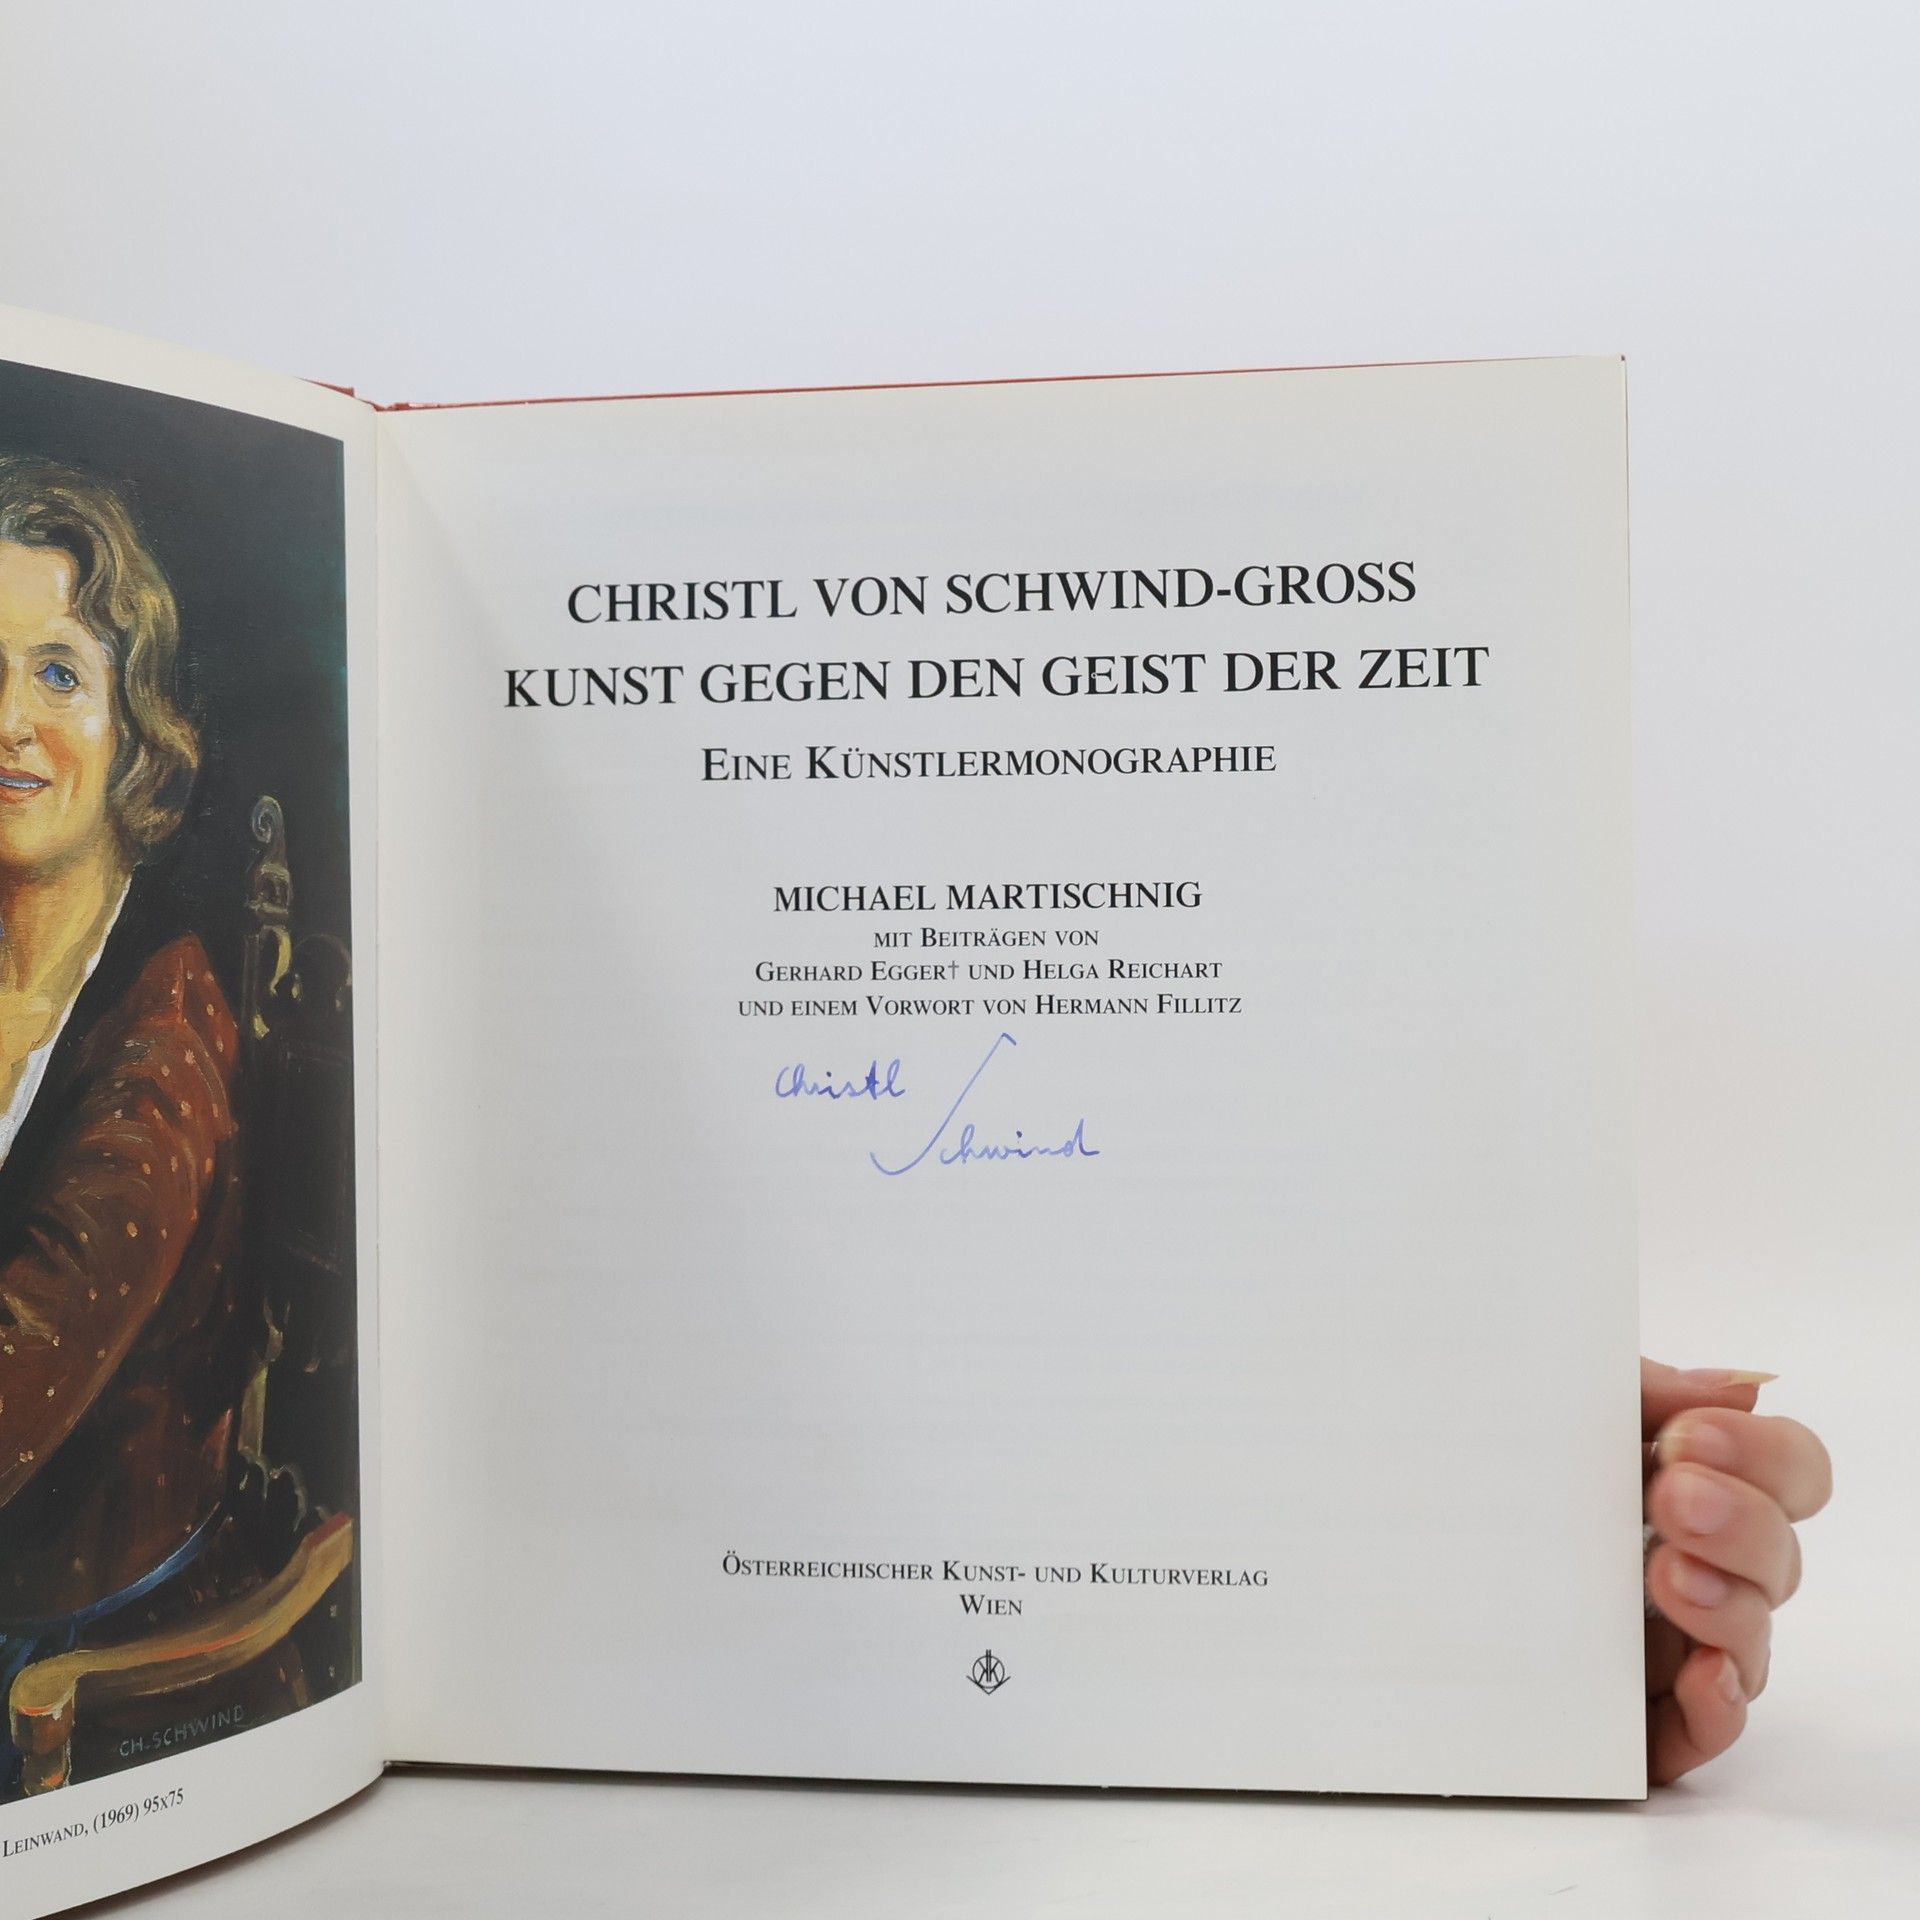 CH. SCHWIND
LEINWAND, (1969) 95x75
CHRISTL VON SCHWIND-GROSS
KUNST GEGEN DEN GEIST DER ZEIT
EINE KÜNSTLERMONOGRAPHIE
MICHAEL MARTISCHNIG
MIT BEITRÄGEN VON
GERHARD EGGER† UND HELGA REICHART
UND EINEM VORWORT VON HERMANN FILLITZ
Christl
Schwind
ÖSTERREICHISCHER KUNST- UND KULTURVERLAG
WIEN